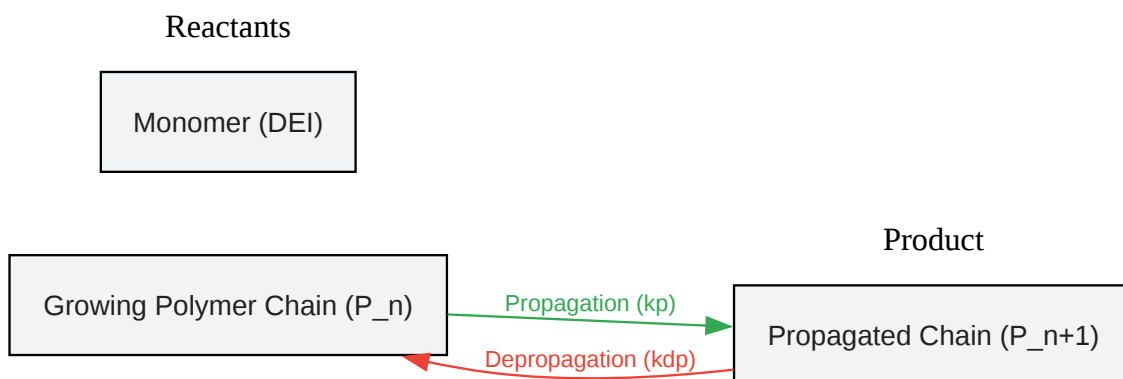 Reactants
Monomer (DEI)
Product
Growing Polymer Chain (P_n)
Propagation (kp)
Propagated Chain (P_n+1)
Depropagation (kdp)